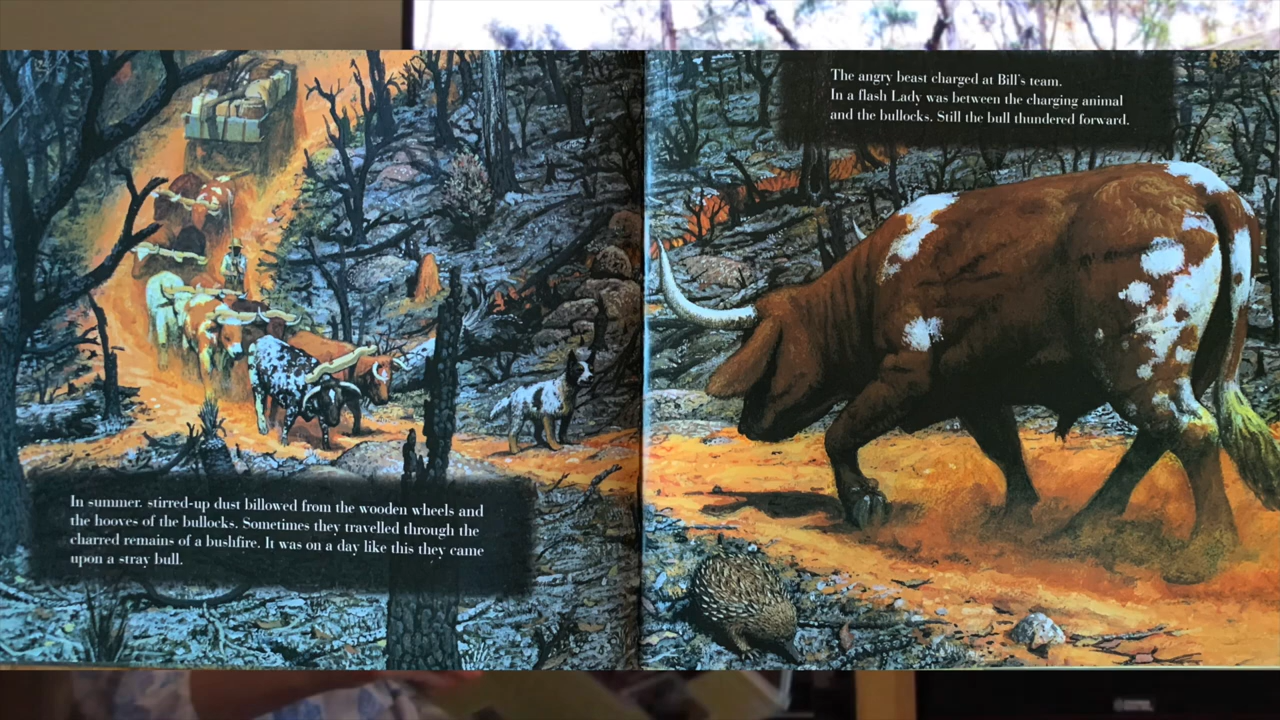 In summer, stirred-up dust billowed from the wooden wheels and
the hooves of the bullocks. Sometimes they travelled through the
charred remains of a bushfire. It was on a day like this they came
upon a stray bull.
The angry beast charged at Bill's team.
In a flash Lady was between the charging animal
and the bullocks. Still the bull thundered forward.